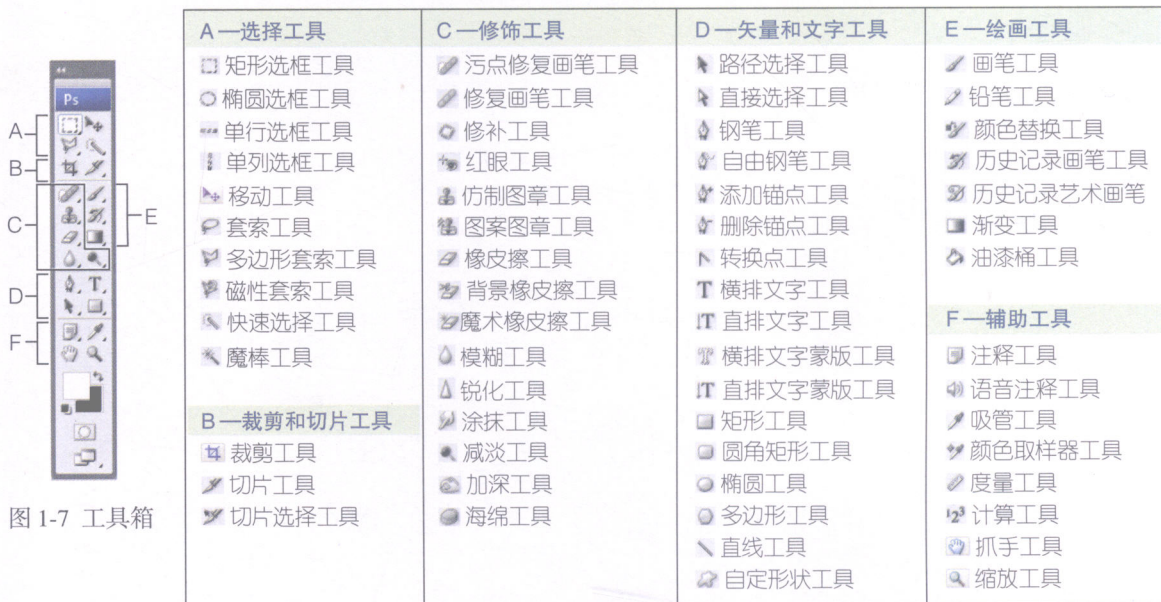 Ps
A
B
C
D
F
E
图 1-7 工具箱
A—选择工具
矩形选框工具
椭圆选框工具
单行选框工具
单列选框工具
移动工具
套索工具
多边形套索工具
磁性套索工具
快速选择工具
魔棒工具
B—裁剪和切片工具
裁剪工具
切片工具
切片选择工具
C—修饰工具
污点修复画笔工具
修复画笔工具
修补工具
红眼工具
仿制图章工具
图案图章工具
橡皮擦工具
背景橡皮擦工具
魔术橡皮擦工具
模糊工具
锐化工具
涂抹工具
减淡工具
加深工具
海绵工具
D—矢量和文字工具
路径选择工具
直接选择工具
钢笔工具
自由钢笔工具
添加锚点工具
删除锚点工具
转换点工具
横排文字工具
直排文字工具
横排文字蒙版工具
直排文字蒙版工具
矩形工具
圆角矩形工具
椭圆工具
多边形工具
直线工具
自定形状工具
E—绘画工具
画笔工具
铅笔工具
颜色替换工具
历史记录画笔工具
历史记录艺术画笔
渐变工具
油漆桶工具
F—辅助工具
注释工具
语音注释工具
吸管工具
颜色取样器工具
度量工具
计算工具
抓手工具
缩放工具